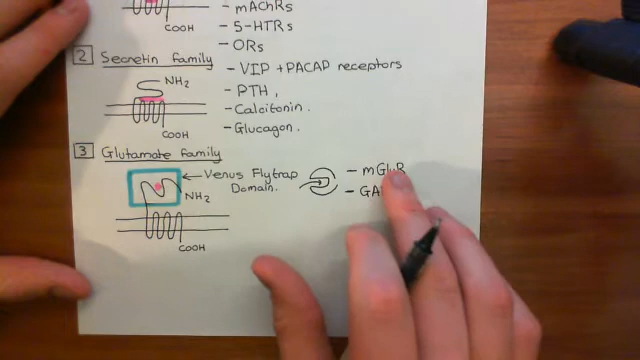 - mAChRs
COOH
- 5-HTRs
- ORs
2 Secretin family
NH2
- VIP + PACAP receptors
- PTH,
- Calcitonin.
- Glucagon.
COOH
3 Glutamate family
Venus Flytrap Domain.
NH2
- mGluR
COOH